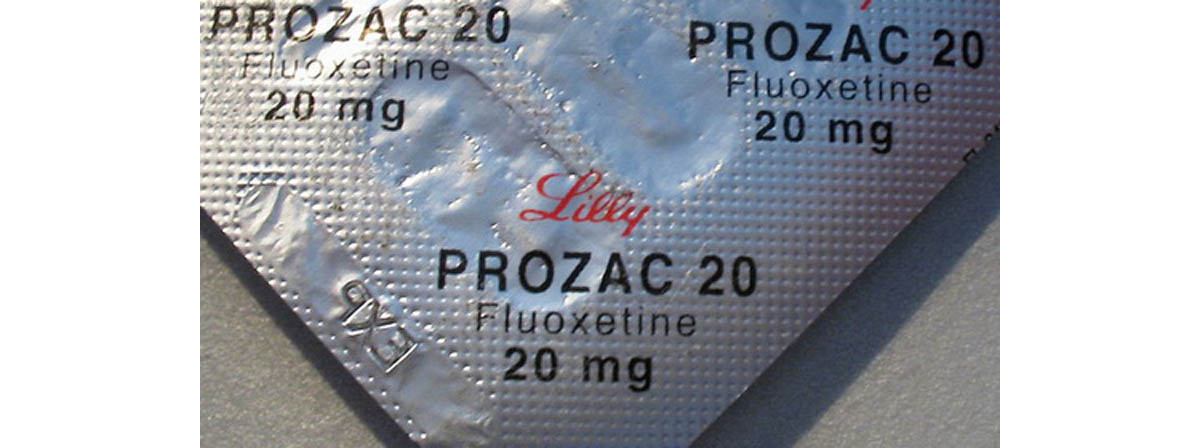 PROZAC 20
Fluoxetine
20 mg
PROZAC 20
Fluoxetine
20 mg
Lilly
PROZAC 20
Fluoxetine
20 mg
EXP